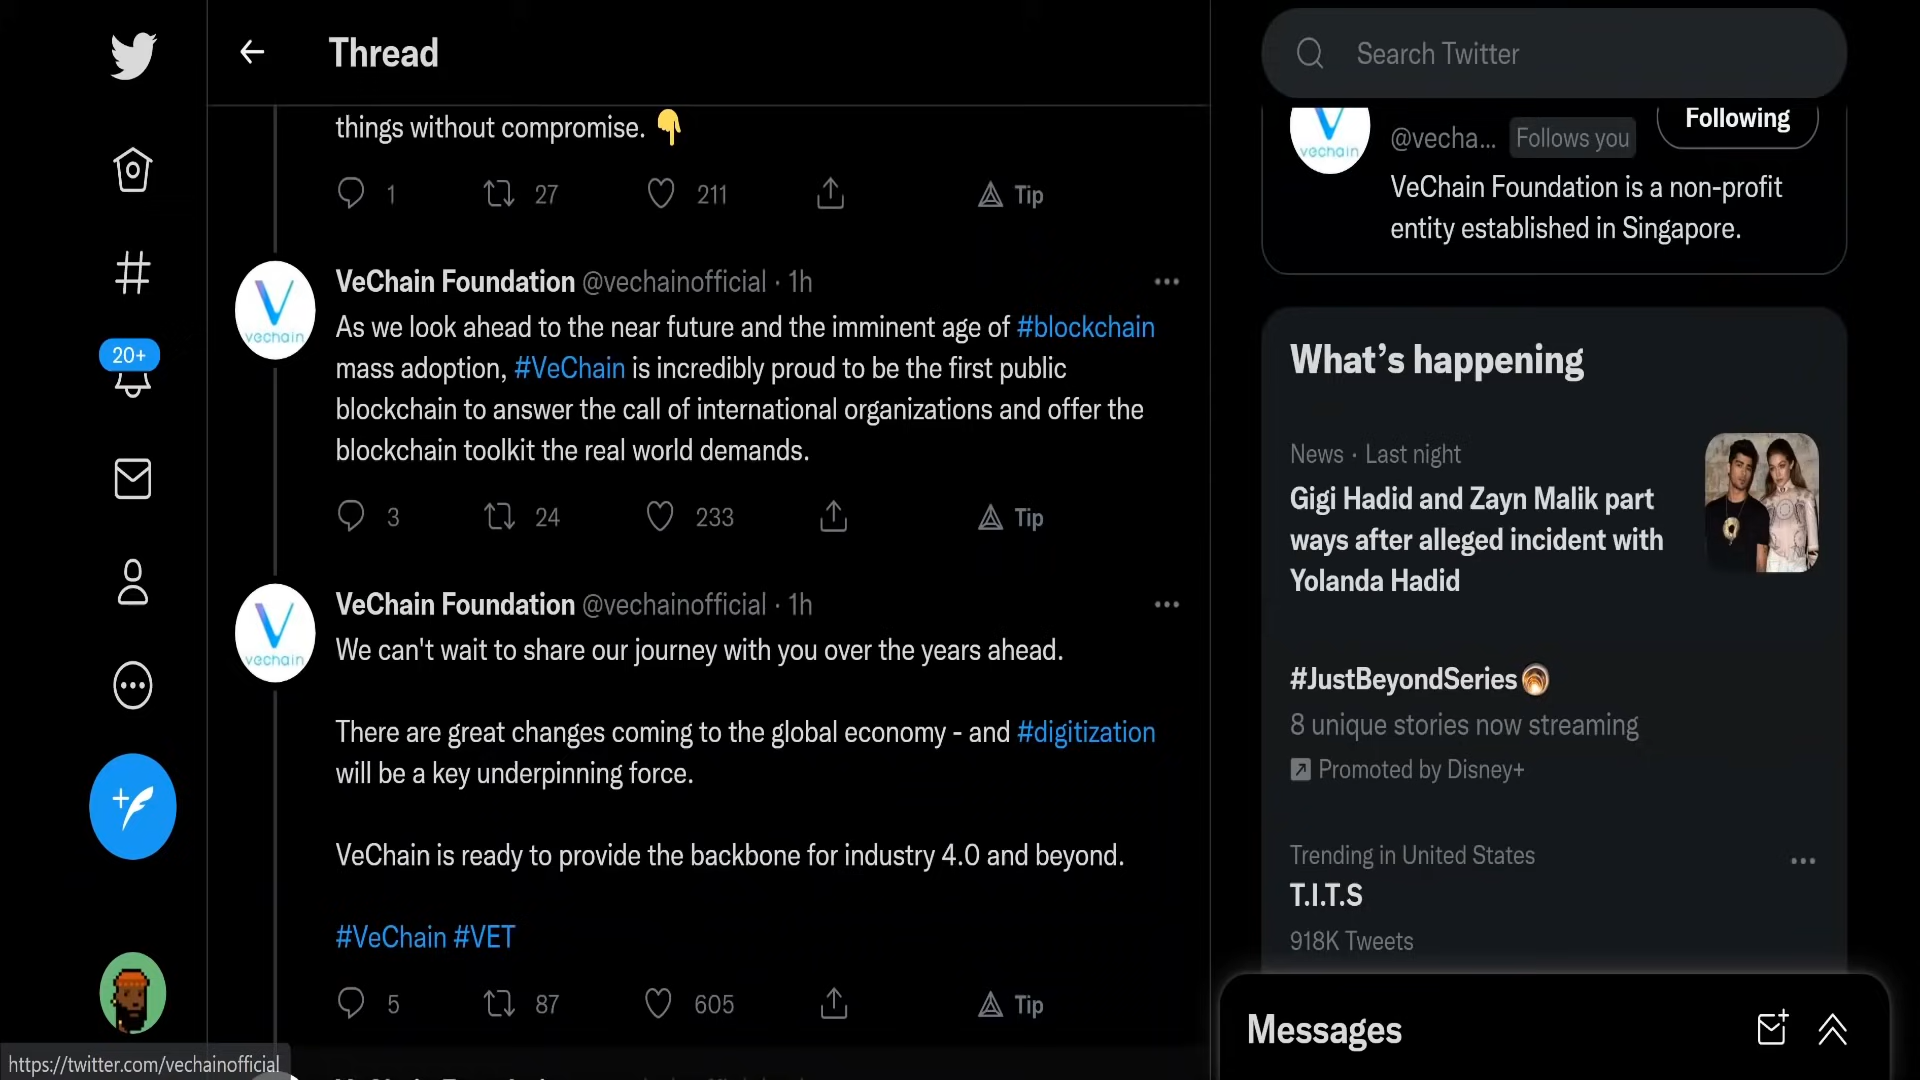 Thread
Search Twitter
things without compromise. 👇
1 27 211 Tip
vechain
@vecha... Follows you
Following
VeChain Foundation is a non-profit
entity established in Singapore.
20+
vechain
VeChain Foundation @vechainofficial · 1h
As we look ahead to the near future and the imminent age of #blockchain
mass adoption, #VeChain is incredibly proud to be the first public
blockchain to answer the call of international organizations and offer the
blockchain toolkit the real world demands.
3 24 233 Tip
vechain
VeChain Foundation @vechainofficial · 1h
We can't wait to share our journey with you over the years ahead.
There are great changes coming to the global economy - and #digitization
will be a key underpinning force.
VeChain is ready to provide the backbone for industry 4.0 and beyond.
#VeChain #VET
5 87 605 Tip
What's happening
News · Last night
Gigi Hadid and Zayn Malik part
ways after alleged incident with
Yolanda Hadid
#JustBeyondSeries
8 unique stories now streaming
Promoted by Disney+
Trending in United States
T.I.T.S
918K Tweets
Messages
https://twitter.com/vechainofficial